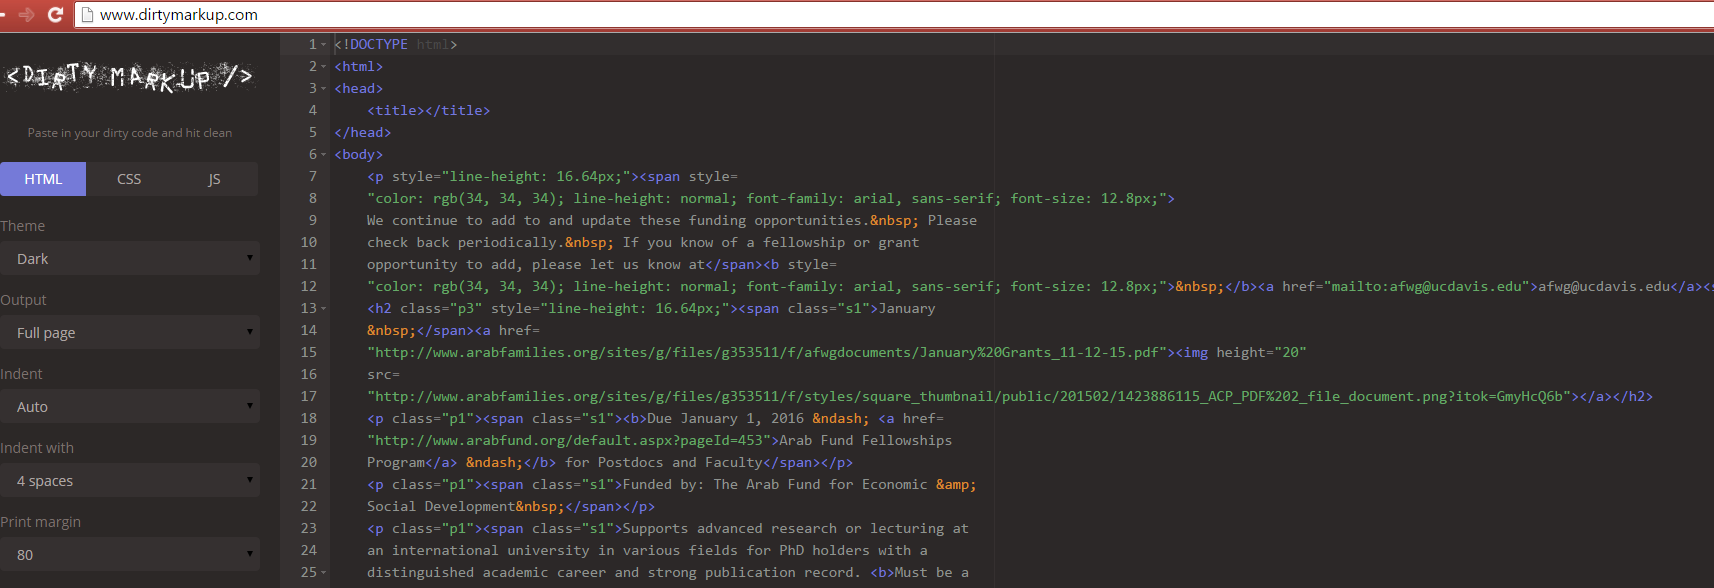 www.dirtymarkup.com
<DIRTY MARKUP />
Paste in your dirty code and hit clean
HTML CSS JS
Theme
Dark
Output
Full page
Indent
Auto
Indent with
4 spaces
Print margin
80
1 <!DOCTYPE html>
2 <html>
3 <head>
4 <title></title>
5 </head>
6 <body>
7 <p style="line-height: 16.64px;"><span style=
8 "color: rgb(34, 34, 34); line-height: normal; font-family: arial, sans-serif; font-size: 12.8px;">
9 We continue to add to and update these funding opportunities.&nbsp; Please
10 check back periodically.&nbsp; If you know of a fellowship or grant
11 opportunity to add, please let us know at</span><b style=
12 "color: rgb(34, 34, 34); line-height: normal; font-family: arial, sans-serif; font-size: 12.8px;">&nbsp;</b><a href="mailto:afwg@ucdavis.edu">afwg@ucdavis.edu</a><s
13 <h2 class="p3" style="line-height: 16.64px;"><span class="s1">January
14 &nbsp;</span><a href=
15 "http://www.arabfamilies.org/sites/g/files/g353511/f/afwgdocuments/January%20Grants_11-12-15.pdf"><img height="20"
16 src=
17 "http://www.arabfamilies.org/sites/g/files/g353511/f/styles/square_thumbnail/public/201502/1423886115_ACP_PDF%202_file_document.png?itok=GmyHcQ6b"></a></h2>
18 <p class="p1"><span class="s1"><b>Due January 1, 2016 &ndash; <a href=
19 "http://www.arabfund.org/default.aspx?pageId=453">Arab Fund Fellowships
20 Program</a> &ndash;</b> for Postdocs and Faculty</span></p>
21 <p class="p1"><span class="s1">Funded by: The Arab Fund for Economic &amp;
22 Social Development&nbsp;</span></p>
23 <p class="p1"><span class="s1">Supports advanced research or lecturing at
24 an international university in various fields for PhD holders with a
25 distinguished academic career and strong publication record. <b>Must be a